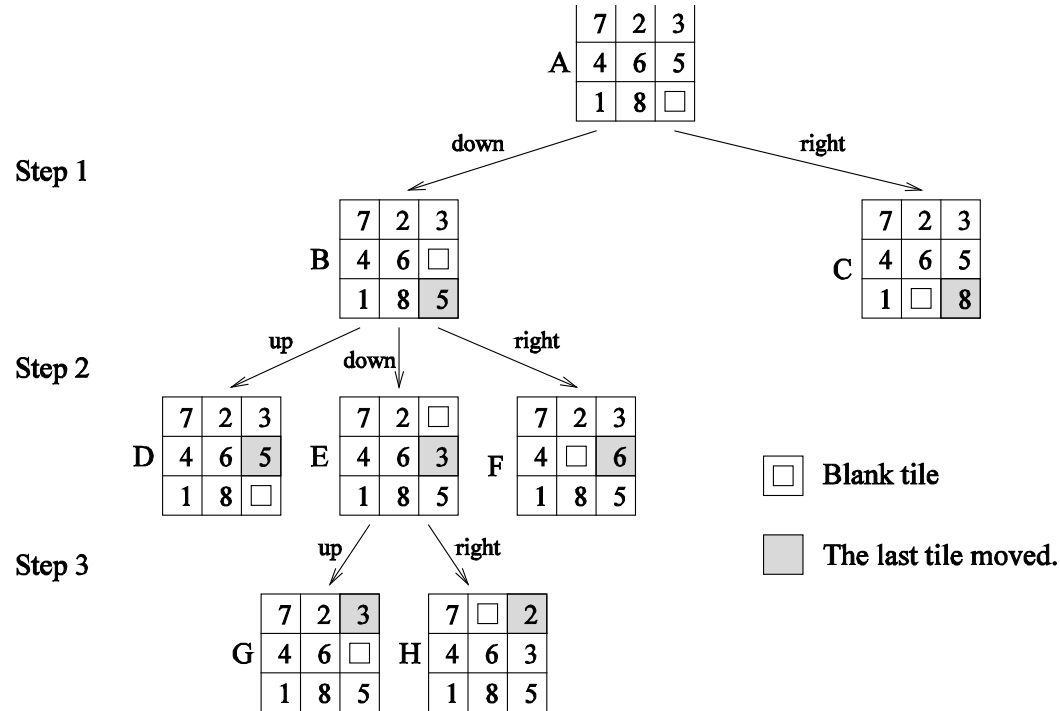 7 2 3
A 4 6 5
1 8
down right
Step 1
7 2 3 7 2 3
B 4 6 C 4 6 5
1 8 5 1 8
up down right
Step 2
7 2 3 7 2 7 2 3
D 4 6 5 E 4 6 3 F 4 6
1 8 1 8 5 1 8 5
Blank tile
up right
Step 3
The last tile moved.
7 2 3 7 2
G 4 6 H 4 6 3
1 8 5 1 8 5